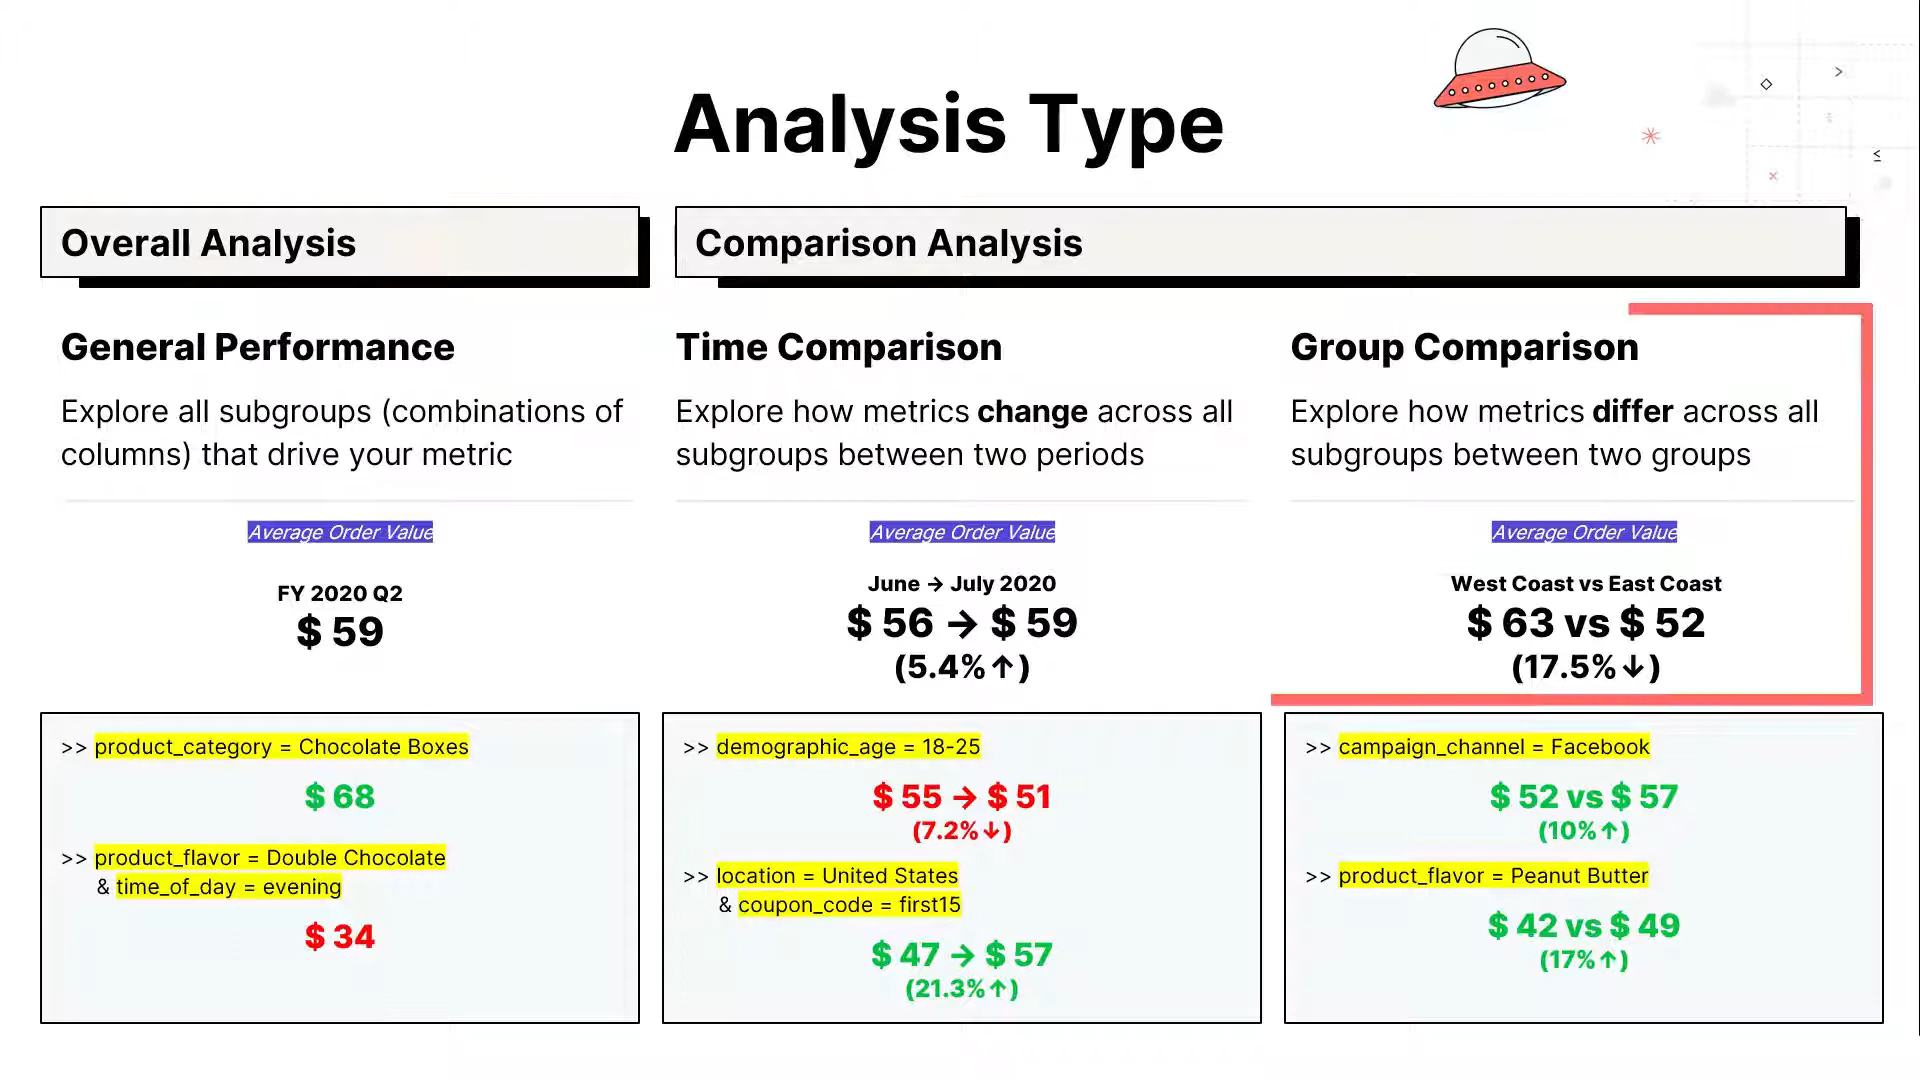 Analysis Type
Overall Analysis
Comparison Analysis
General Performance
Explore all subgroups (combinations of
columns) that drive your metric
Average Order Value
FY 2020 Q2
$ 59
>> product_category = Chocolate Boxes
$ 68
>> product_flavor = Double Chocolate
& time_of_day = evening
$ 34
Time Comparison
Explore how metrics change across all
subgroups between two periods
Average Order Value
June → July 2020
$ 56 → $ 59
(5.4%↑)
>> demographic_age = 18-25
$ 55 → $ 51
(7.2%↓)
>> location = United States
& coupon_code = first15
$ 47 → $ 57
(21.3%↑)
Group Comparison
Explore how metrics differ across all
subgroups between two groups
Average Order Value
West Coast vs East Coast
$ 63 vs $ 52
(17.5%↓)
>> campaign_channel = Facebook
$ 52 vs $ 57
(10%↑)
>> product_flavor = Peanut Butter
$ 42 vs $ 49
(17%↑)